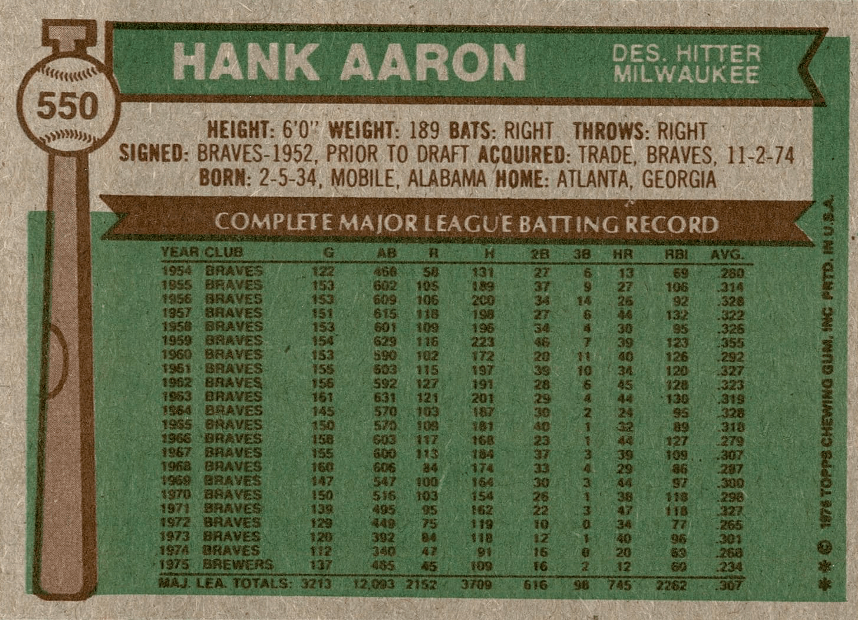 HANK AARON
DES. HITTER
MILWAUKEE
550
HEIGHT: 6'0" WEIGHT: 189 BATS: RIGHT THROWS: RIGHT
SIGNED: BRAVES-1952, PRIOR TO DRAFT ACQUIRED: TRADE, BRAVES, 11-2-74
BORN: 2-5-34, MOBILE, ALABAMA HOME: ATLANTA, GEORGIA
COMPLETE MAJOR LEAGUE BATTING RECORD
YEAR CLUB G AB R H 2B 3B HR RBI AVG.
1954 BRAVES 122 468 58 131 27 6 13 69 .280
1955 BRAVES 153 602 105 189 37 9 27 106 .314
1956 BRAVES 153 609 106 200 34 14 26 92 .328
1957 BRAVES 151 615 118 198 27 6 44 132 .322
1958 BRAVES 153 601 109 196 34 4 30 95 .326
1959 BRAVES 154 629 116 223 46 7 39 123 .355
1960 BRAVES 153 590 102 172 20 11 40 126 .292
1961 BRAVES 155 603 115 197 39 10 34 120 .327
1962 BRAVES 156 592 127 191 28 6 45 128 .323
1963 BRAVES 161 631 121 201 29 4 44 130 .319
1964 BRAVES 145 570 103 187 30 2 24 95 .328
1965 BRAVES 150 570 109 181 40 1 32 89 .318
1966 BRAVES 158 603 117 168 23 1 44 127 .279
1967 BRAVES 155 600 113 184 37 3 39 109 .307
1968 BRAVES 160 606 84 174 33 4 29 86 .287
1969 BRAVES 147 547 100 164 30 3 44 97 .300
1970 BRAVES 150 516 103 154 26 1 38 118 .298
1971 BRAVES 139 495 95 162 22 3 47 118 .327
1972 BRAVES 129 449 75 119 10 0 34 77 .265
1973 BRAVES 120 392 84 118 12 1 40 96 .301
1974 BRAVES 112 340 47 91 16 0 20 69 .268
1975 BREWERS 137 465 45 109 16 2 12 60 .234
MAJ. LEA. TOTALS: 3213 12,093 2152 3709 616 98 745 2262 .307
**© 1976 TOPPS CHEWING GUM, INC PRTD. IN U.S.A.